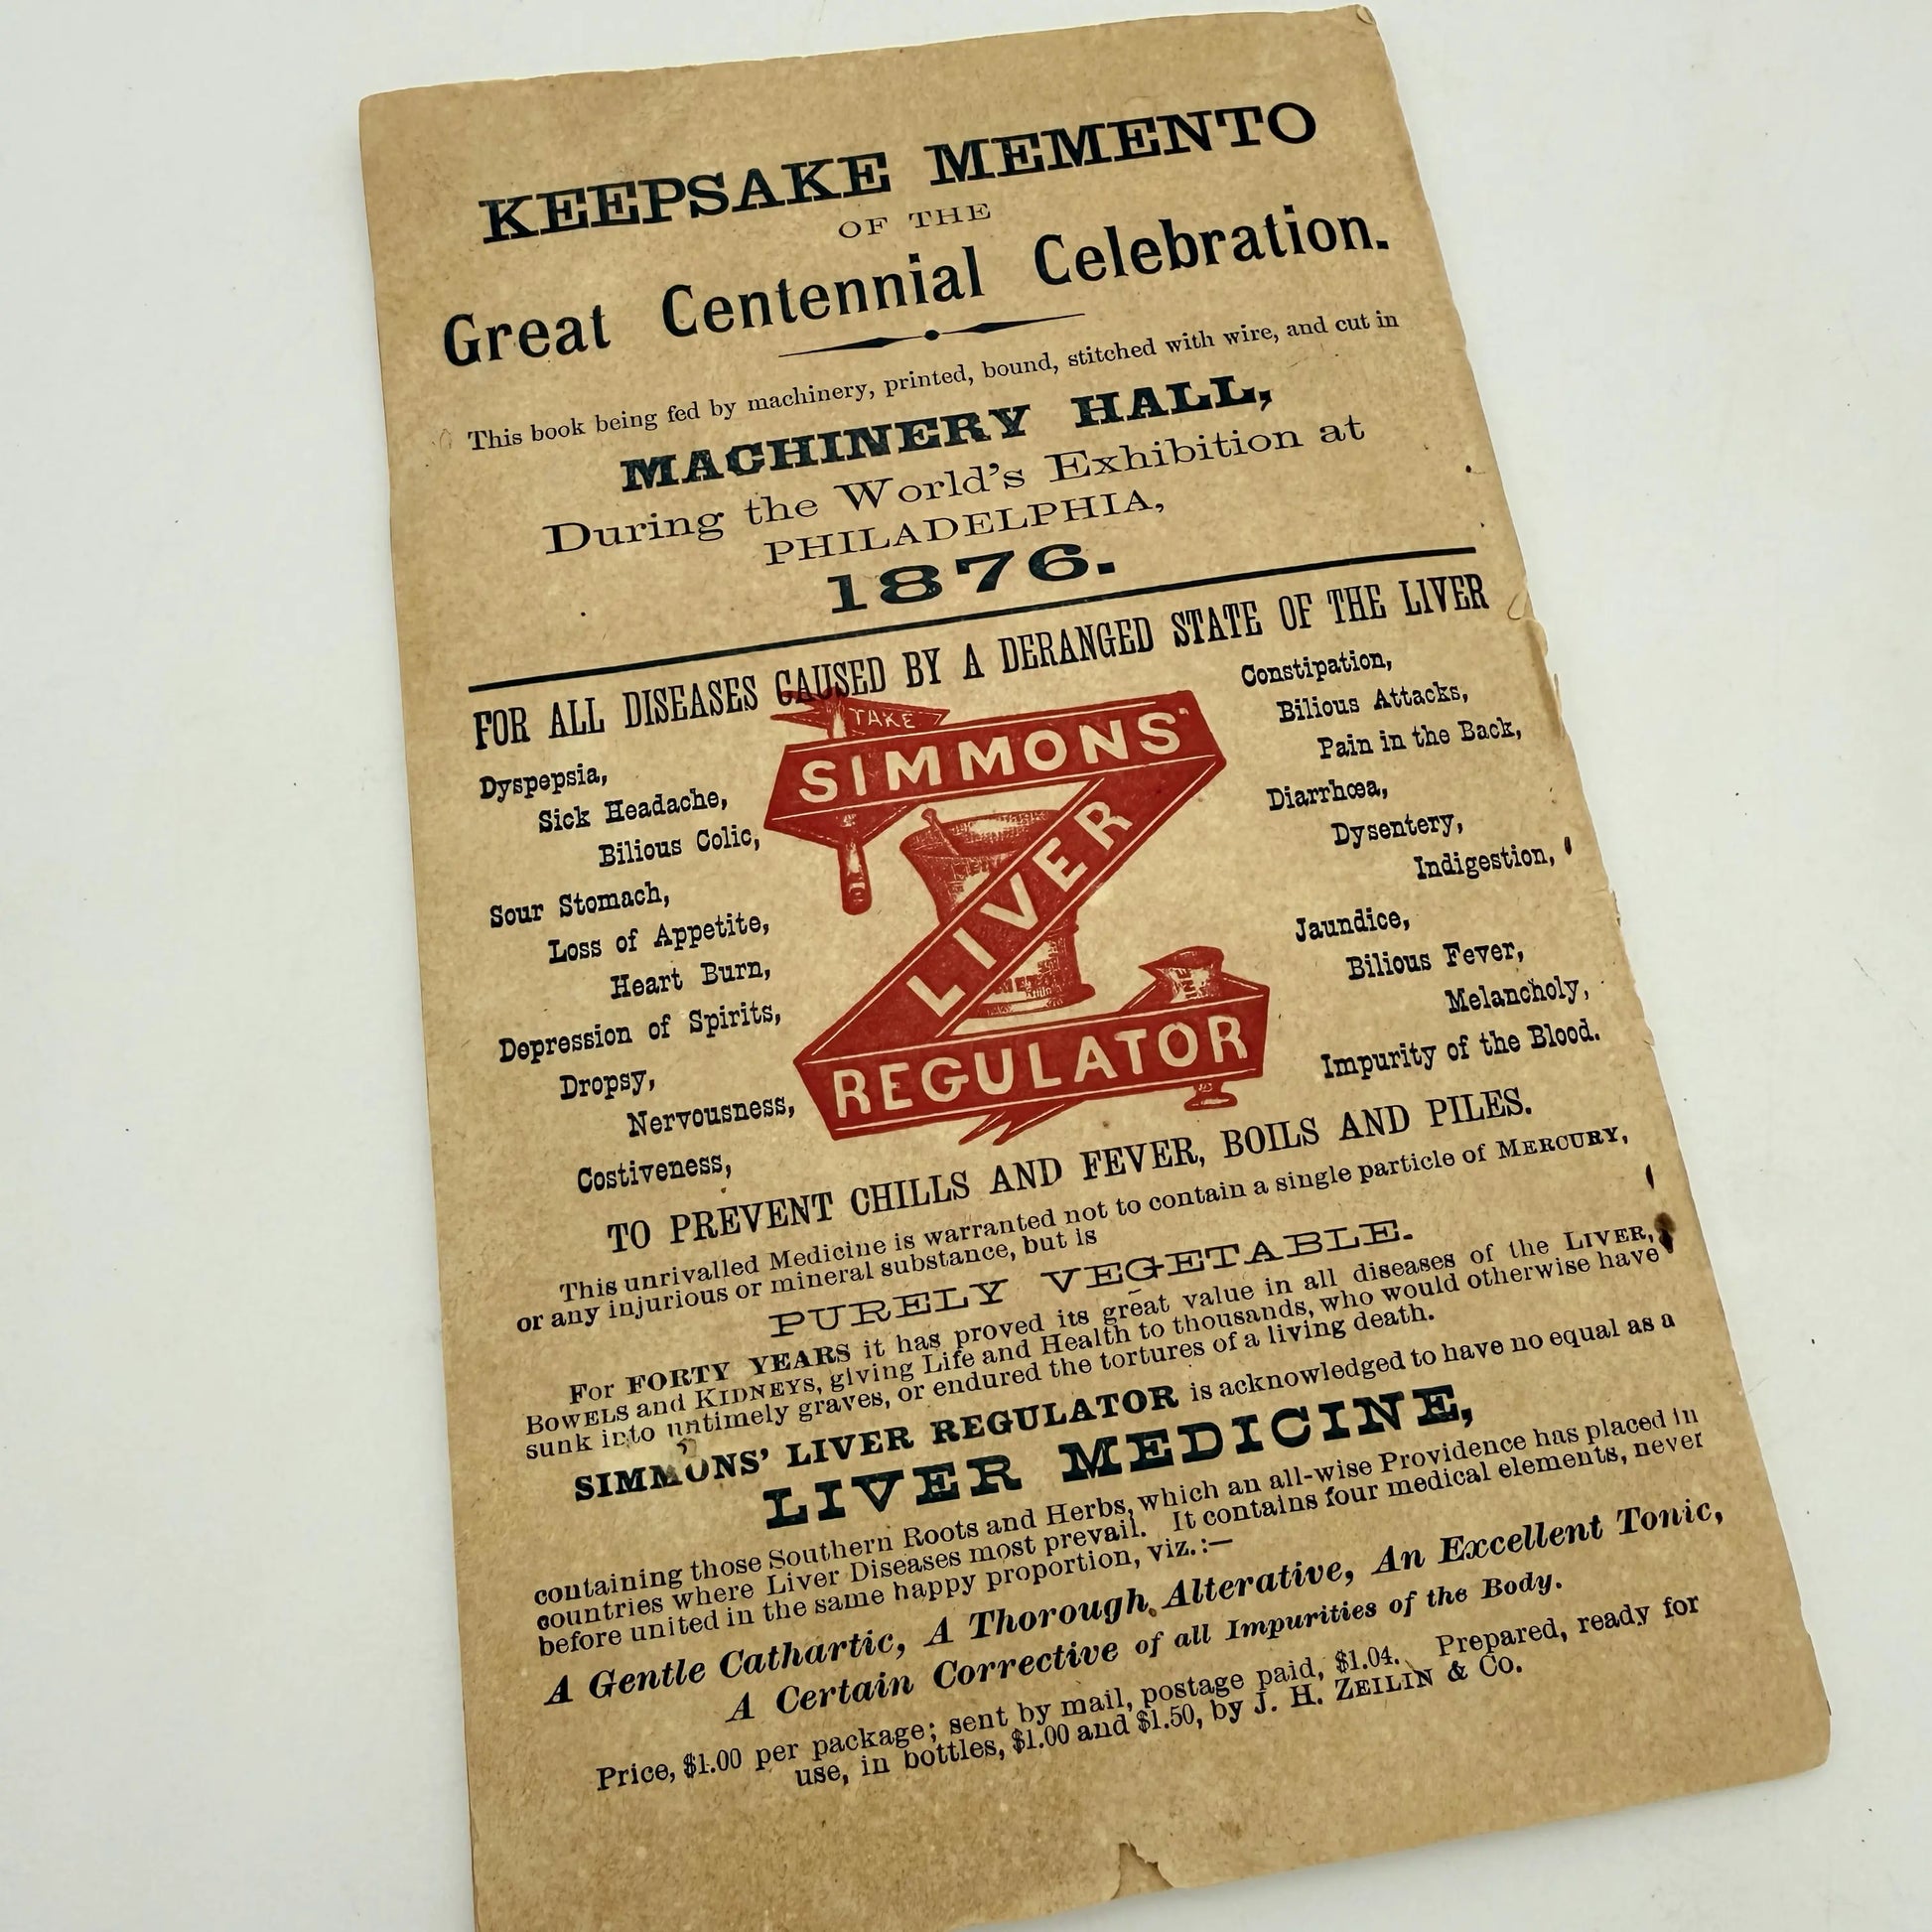 KEEPSAKE MEMENTO
OF THE
Great Centennial Celebration.
This book being fed by machinery, printed, bound, stitched with wire, and cut in
MACHINERY HALL,
During the World's Exhibition at
PHILADELPHIA,
1876.
FOR ALL DISEASES CAUSED BY A DERANGED STATE OF THE LIVER
Dyspepsia,
Sick Headache,
Bilious Colic,
Sour Stomach,
Loss of Appetite,
Heart Burn,
Depression of Spirits,
Dropsy,
Nervousness,
Costiveness,
TAKE
SIMMONS'
LIVER
REGULATOR
Constipation,
Bilious Attacks,
Pain in the Back,
Diarrhœa,
Dysentery,
Indigestion,
Jaundice,
Bilious Fever,
Melancholy,
Impurity of the Blood.
TO PREVENT CHILLS AND FEVER, BOILS AND PILES.
This unrivalled Medicine is warranted not to contain a single particle of MERCURY,
or any injurious or mineral substance, but is
PURELY VEGETABLE.
For FORTY YEARS it has proved its great value in all diseases of the LIVER,
BOWELS and KIDNEYS, giving Life and Health to thousands, who would otherwise have
sunk into untimely graves, or endured the tortures of a living death.
SIMMONS' LIVER REGULATOR is acknowledged to have no equal as a
LIVER MEDICINE,
containing those Southern Roots and Herbs, which an all-wise Providence has placed in
countries where Liver Diseases most prevail. It contains four medical elements, never
before united in the same happy proportion, viz.:—
A Gentle Cathartic, A Thorough Alterative, An Excellent Tonic,
A Certain Corrective of all Impurities of the Body.
Price, $1.00 per package; sent by mail, postage paid, $1.04. Prepared, ready for
use, in bottles, $1.00 and $1.50, by J. H. ZEILIN & Co.